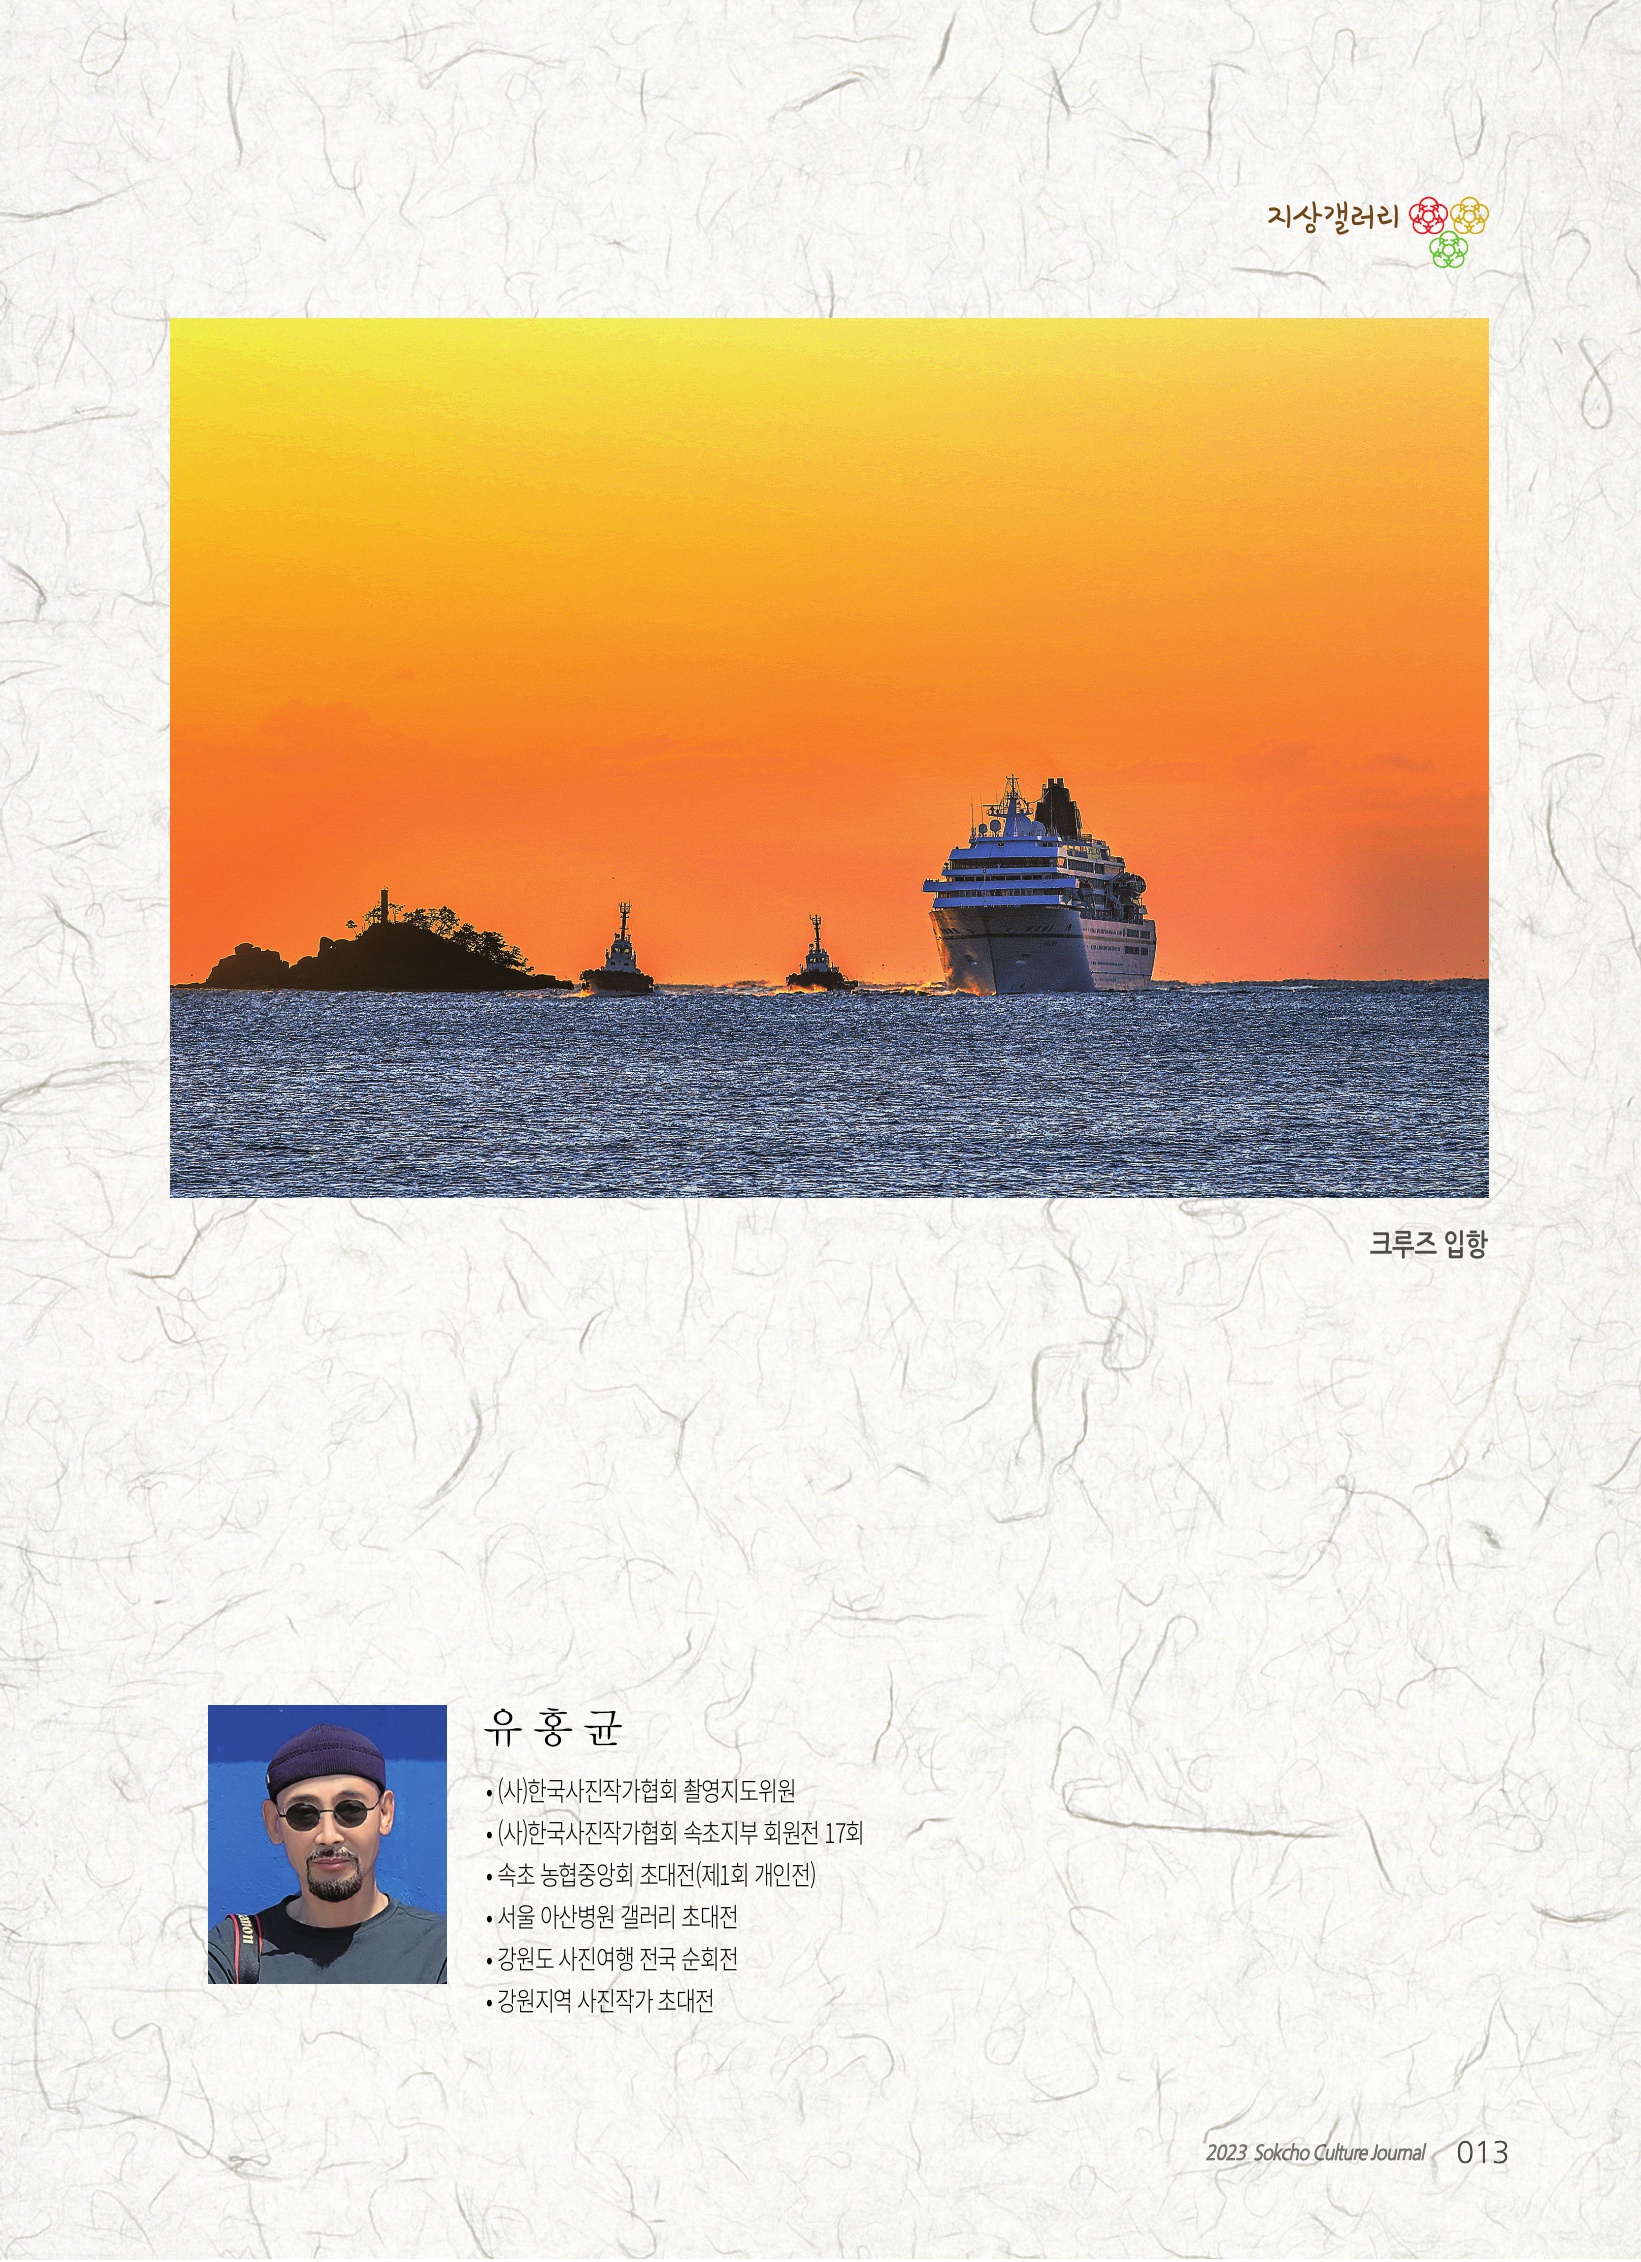 지상갤러리
크루즈 입항
유홍균
• (사)한국사진작가협회 촬영지도위원
• (사)한국사진작가협회 속초지부 회원전 17회
• 속초 농협중앙회 초대전(제1회 개인전)
• 서울 아산병원 갤러리 초대전
• 강원도 사진여행 전국 순회전
• 강원지역 사진작가 초대전
Canon
2023 Sokcho Culture Journal 013